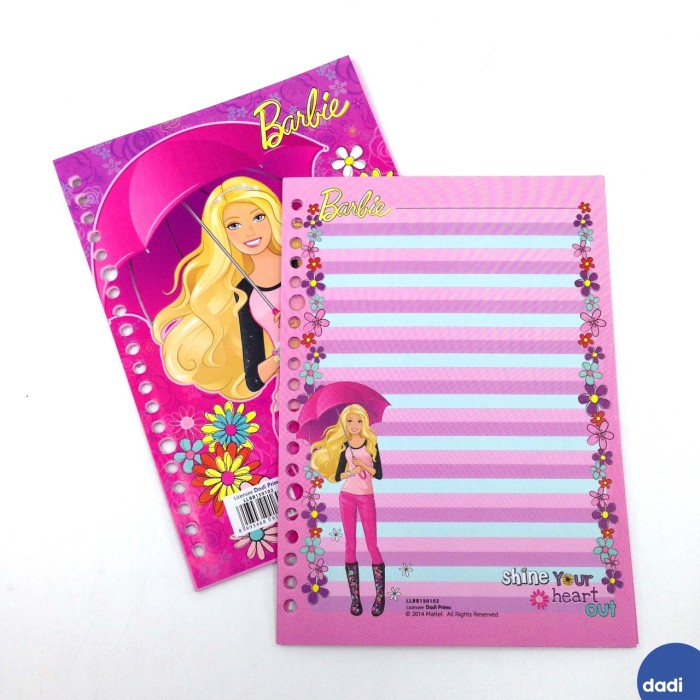 Barbie
Licensee Dadi Prima
LLBB150102
Barbie
shine Your
heart
out
LLBB150102
Licensee Dadi Prima
© 2014 Mattel. All Rights Reserved.
dadi